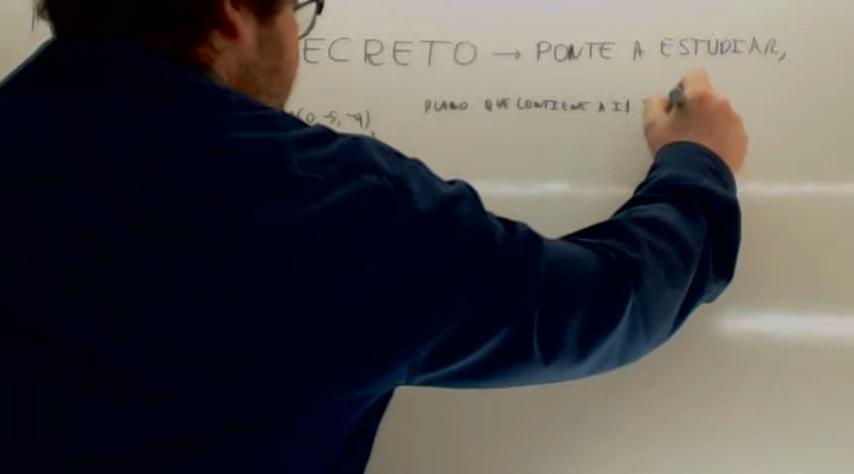 ECRETO → PONTE A ESTUDIAR,
PLANO QUE CONTIENE A
(0,-5,-9)